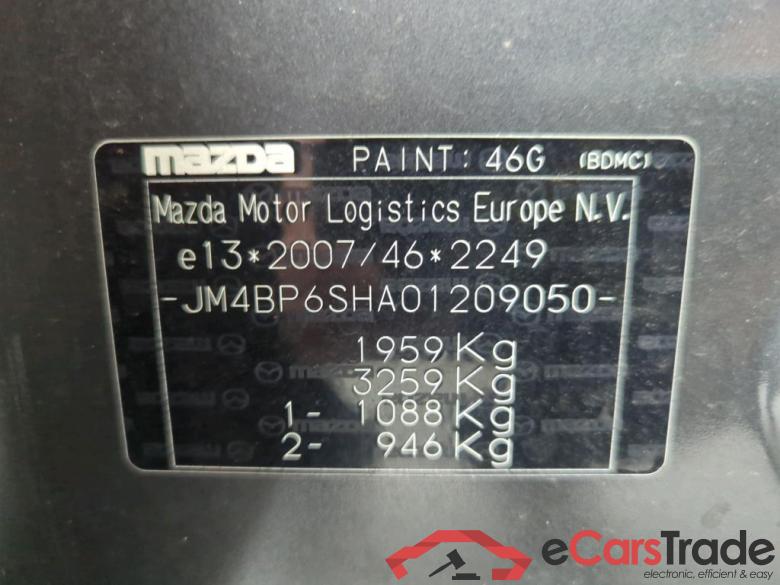 mazda PAINT: 46G (BDMC)
Mazda Motor Logistics Europe N.V.
e13*2007/46*2249
-JM4BP6SHA01209050-
1959 Kg
3259 Kg
1- 1088 Kg
2- 946 Kg
eCarsTrade
electronic, efficient & easy